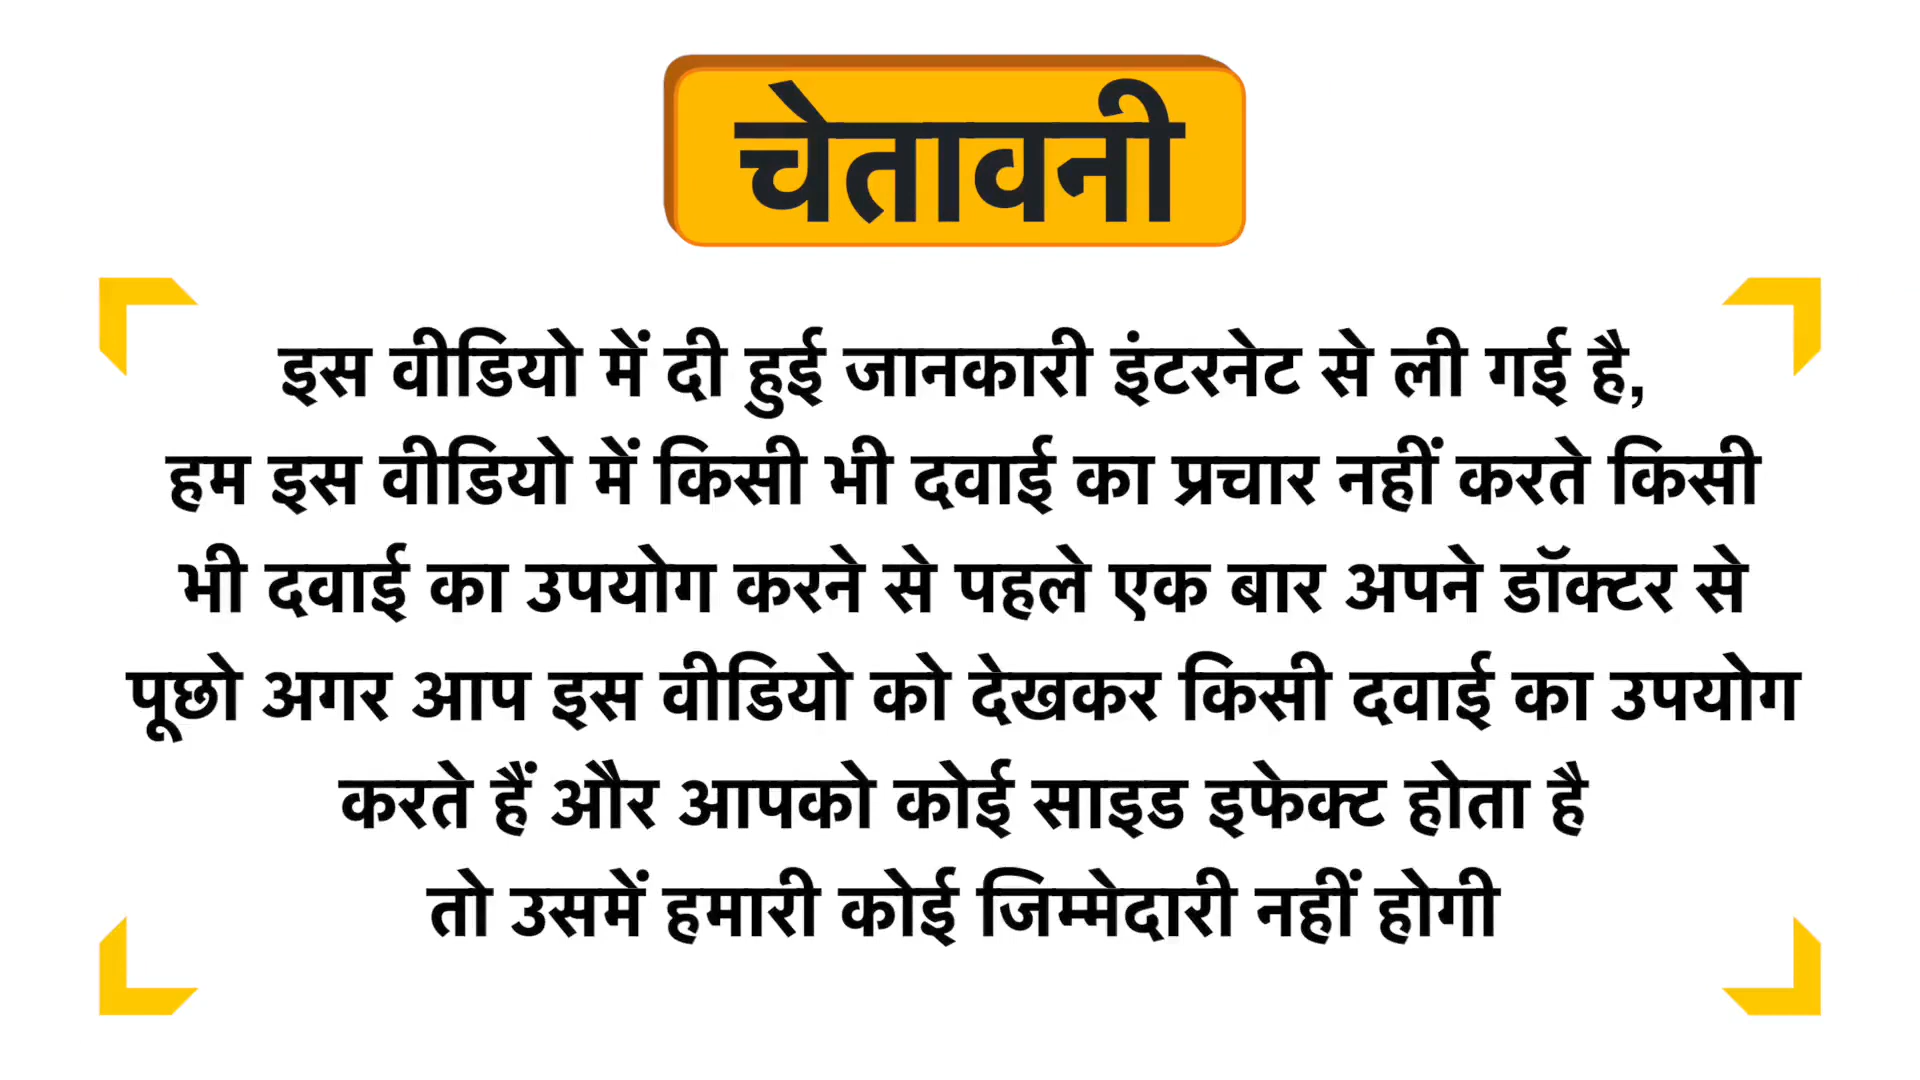 चेतावनी
इस वीडियो में दी हुई जानकारी इंटरनेट से ली गई है,
हम इस वीडियो में किसी भी दवाई का प्रचार नहीं करते किसी
भी दवाई का उपयोग करने से पहले एक बार अपने डॉक्टर से
पूछो अगर आप इस वीडियो को देखकर किसी दवाई का उपयोग
करते हैं और आपको कोई साइड इफेक्ट होता है
तो उसमें हमारी कोई जिम्मेदारी नहीं होगी